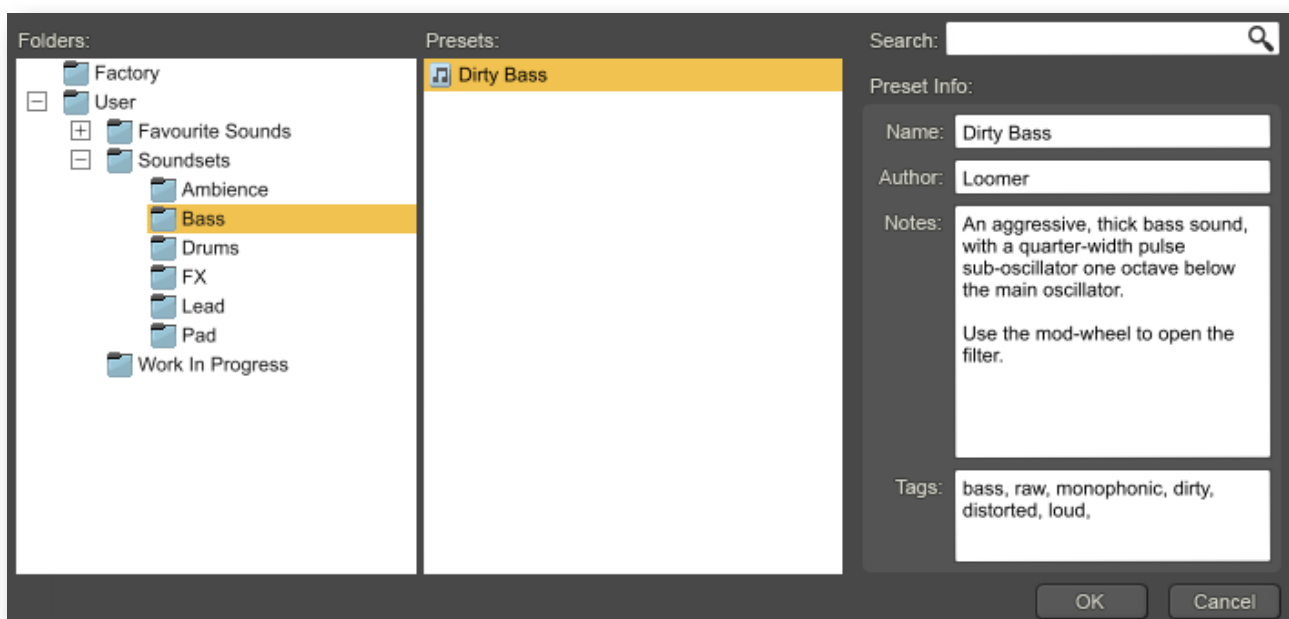 Folders:
Factory
User
Favourite Sounds
Soundsets
Ambience
Bass
Drums
FX
Lead
Pad
Work In Progress
Presets:
Dirty Bass
Search:
Preset Info:
Name: Dirty Bass
Author: Loomer
Notes: An aggressive, thick bass sound,
with a quarter-width pulse
sub-oscillator one octave below
the main oscillator.
Use the mod-wheel to open the
filter.
Tags: bass, raw, monophonic, dirty,
distorted, loud,
OK Cancel